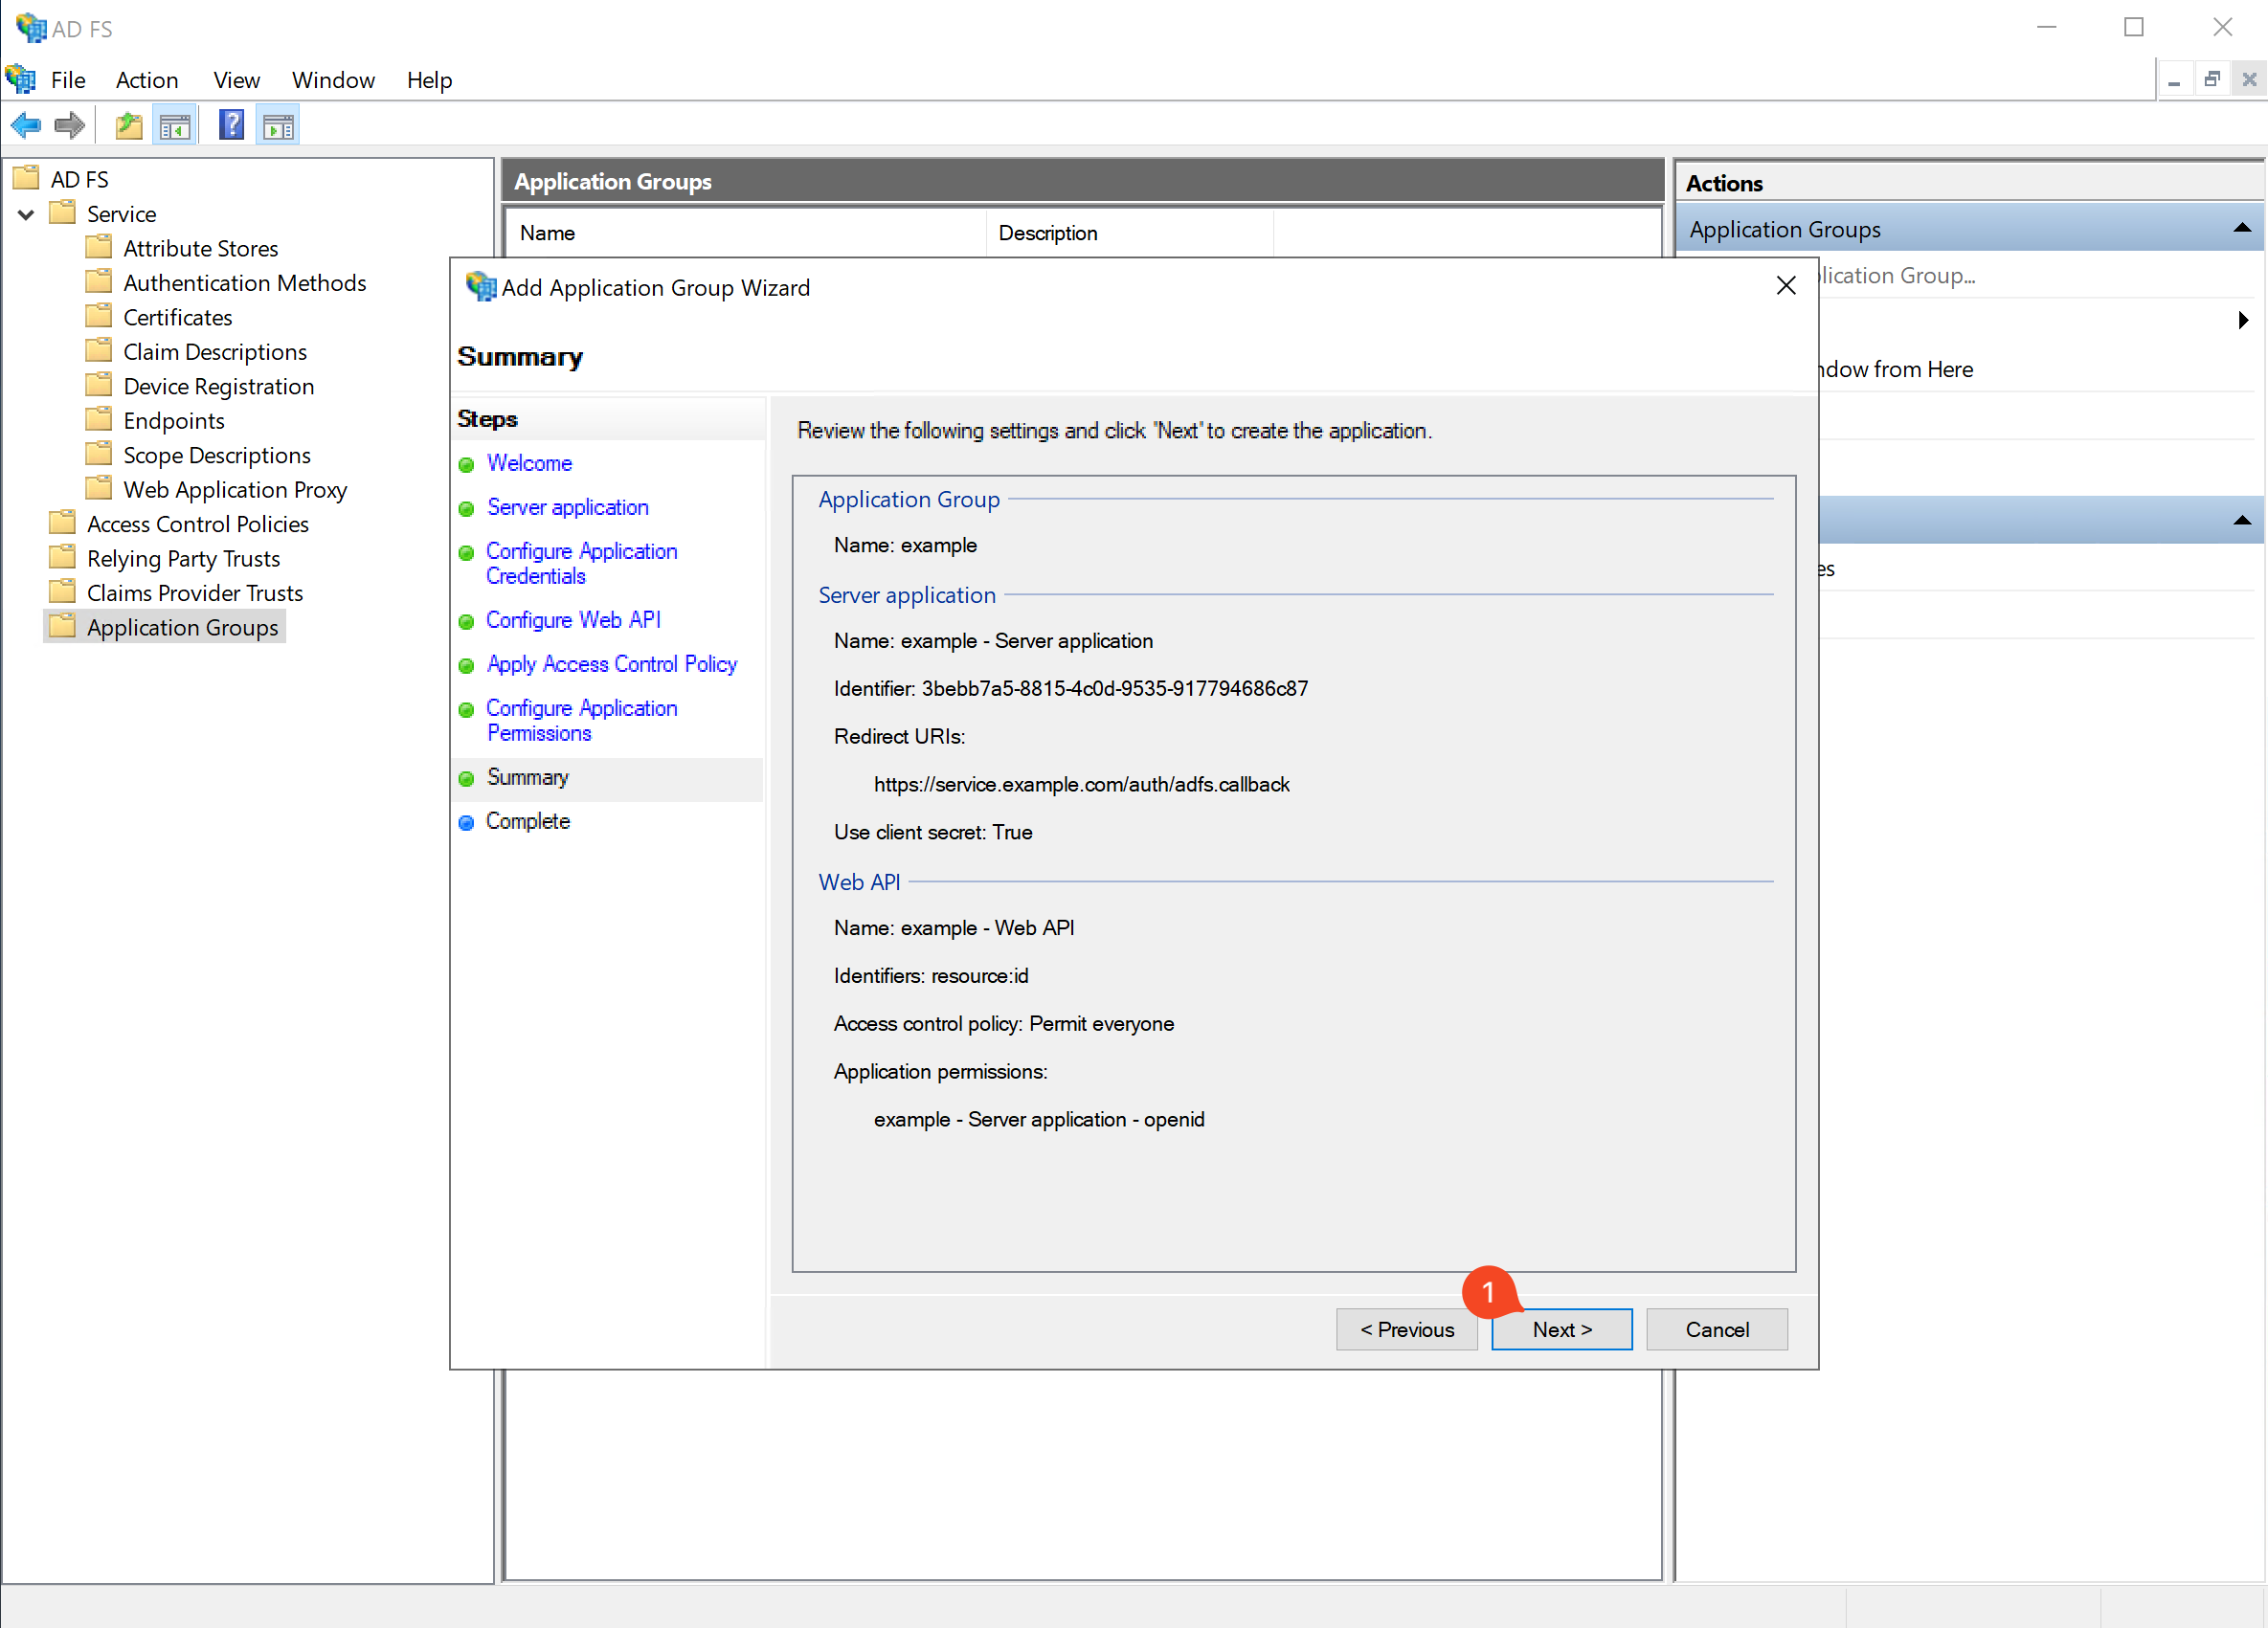 AD FS
File Action View Window Help
AD FS
Service
Attribute Stores
Authentication Methods
Certificates
Claim Descriptions
Device Registration
Endpoints
Scope Descriptions
Web Application Proxy
Access Control Policies
Relying Party Trusts
Claims Provider Trusts
Application Groups
Application Groups
Name Description
Add Application Group Wizard
Summary
Steps
Welcome
Server application
Configure Application
Credentials
Configure Web API
Apply Access Control Policy
Configure Application
Permissions
Summary
Complete
Review the following settings and click 'Next' to create the application.
Application Group
Name: example
Server application
Name: example - Server application
Identifier: 3bebb7a5-8815-4c0d-9535-917794686c87
Redirect URIs:
https://service.example.com/auth/adfs.callback
Use client secret: True
Web API
Name: example - Web API
Identifiers: resource:id
Access control policy: Permit everyone
Application permissions:
example - Server application - openid
1
< Previous Next > Cancel
Actions
Application Groups
Group...
from Here